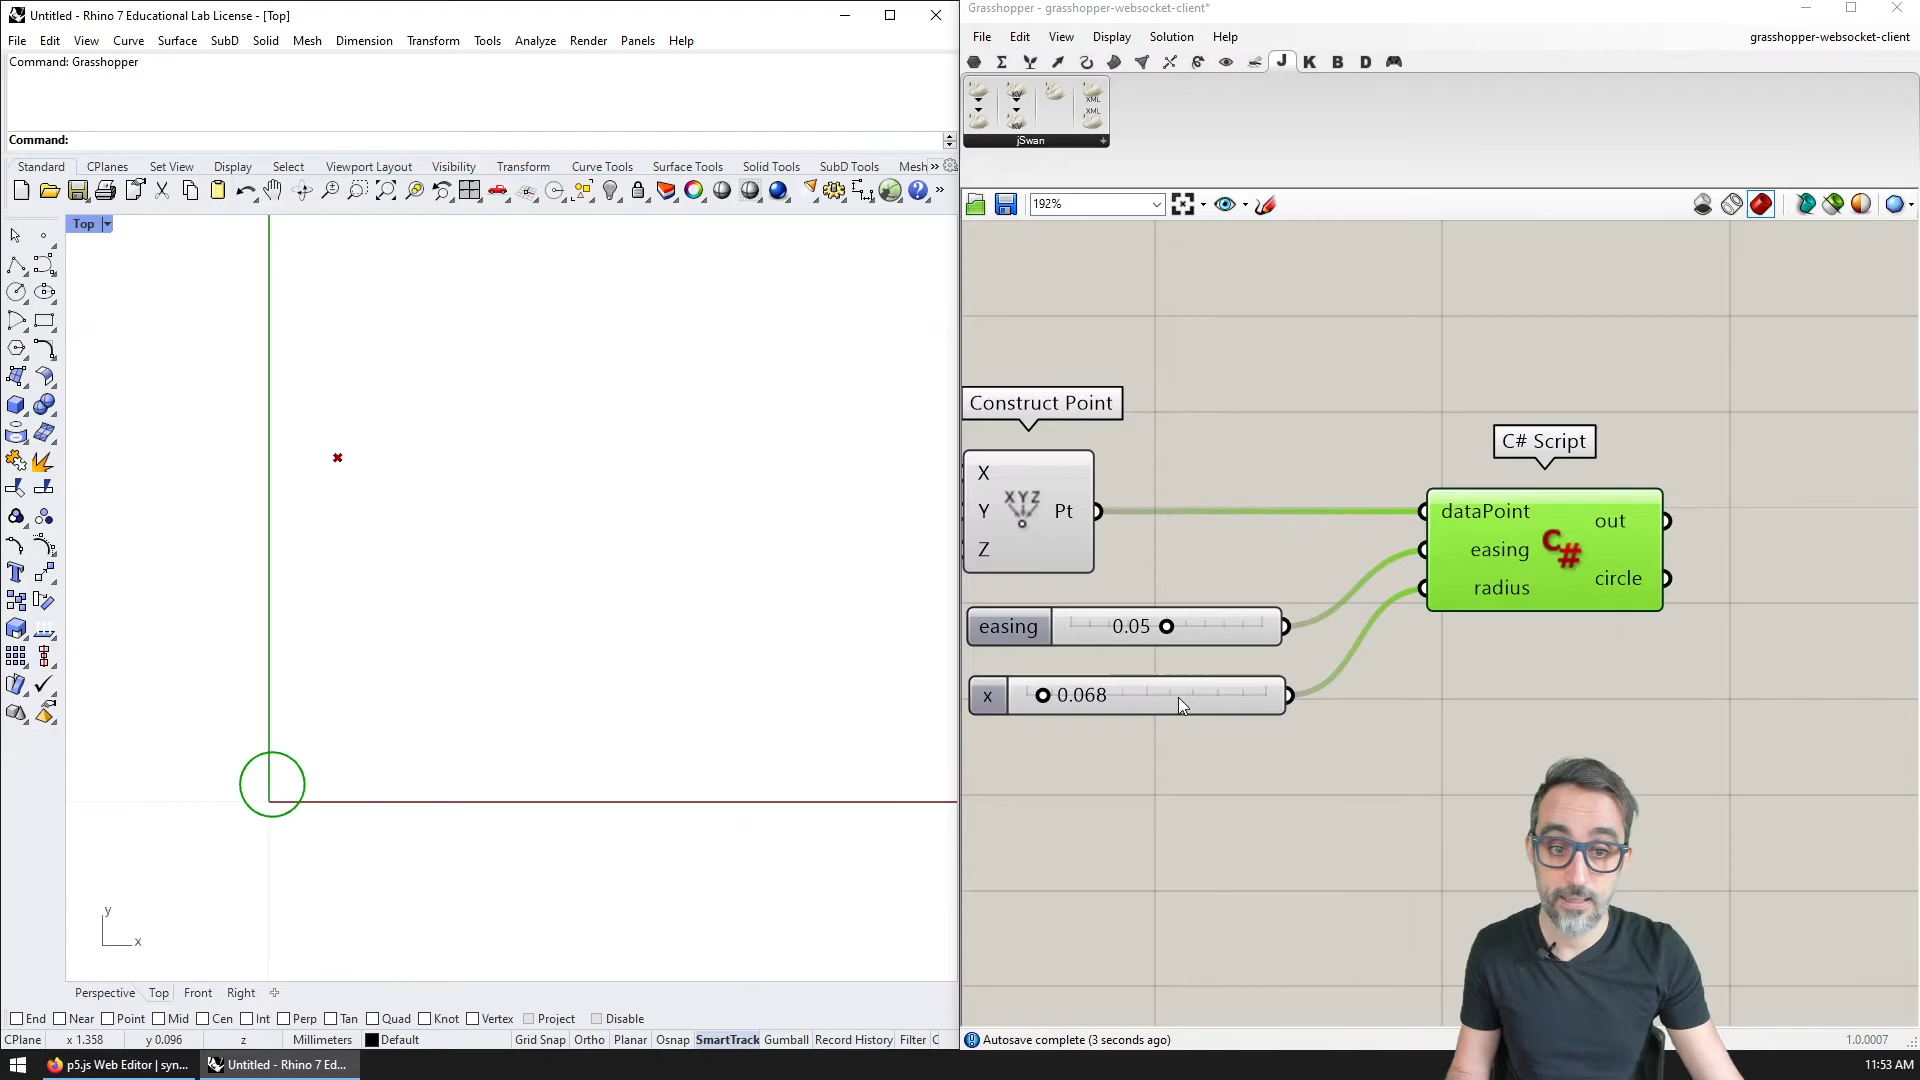 Untitled - Rhino 7 Educational Lab License - [Top]
File Edit View Curve Surface SubD Solid Mesh Dimension Transform Tools Analyze Render Panels Help
Command: Grasshopper
Command:
Standard CPlanes Set View Display Select Viewport Layout Visibility Transform Curve Tools Surface Tools Solid Tools SubD Tools Mesh »
Top
y
x
Perspective Top Front Right
End Near Point Mid Cen Int Perp Tan Quad Knot Vertex Project Disable
CPlane x 1.358 y 0.096 z Millimeters Default Grid Snap Ortho Planar Osnap SmartTrack Gumball Record History Filter C
Grasshopper - grasshopper-websocket-client*
File Edit View Display Solution Help grasshopper-websocket-client
J K B D
KV XML
KV XML
jSwan
192%
Construct Point
X
Y
Z
XYZ
Pt
C# Script
dataPoint
easing
radius
C#
out
circle
easing 0.05
x 0.068
Autosave complete (3 seconds ago) 1.0.0007
p5.js Web Editor | syn... Untitled - Rhino 7 Ed... 11:53 AM